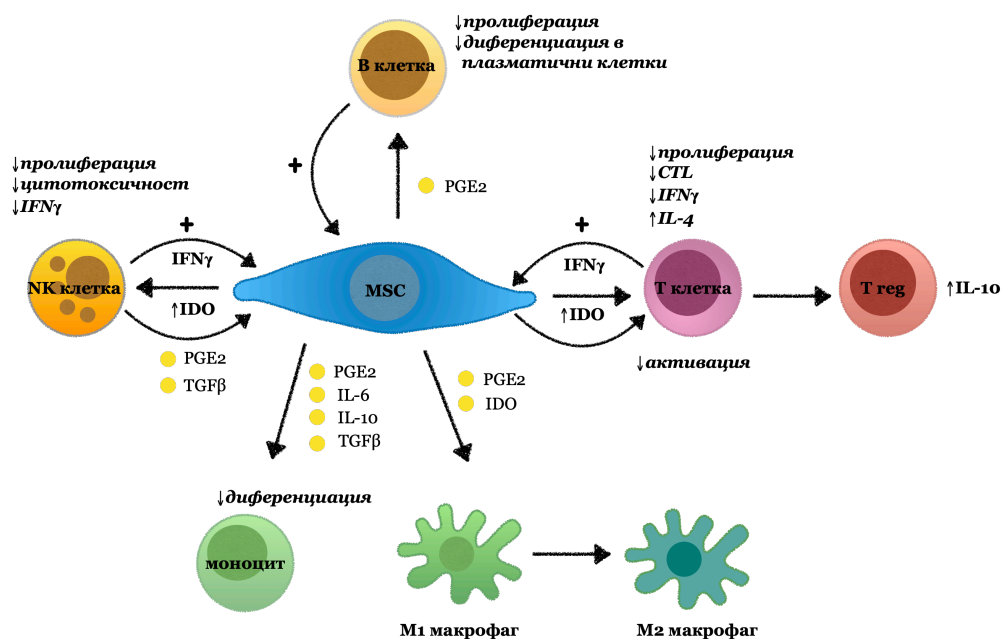 ↓пролиферация
↓диференциация в
плазматични клетки
В клетка
+
PGE2
↓пролиферация
↓цитотоксичност
↓IFNγ
+
IFNγ
NK клетка
↑IDO
PGE2
TGFβ
MSC
↓пролиферация
↓CTL
↓IFNγ
↑IL-4
+
IFNγ
Т клетка
↑IDO
↓активация
T reg
↑IL-10
PGE2
IL-6
IL-10
TGFβ
PGE2
IDO
↓диференциация
моноцит
М1 макрофаг
М2 макрофаг